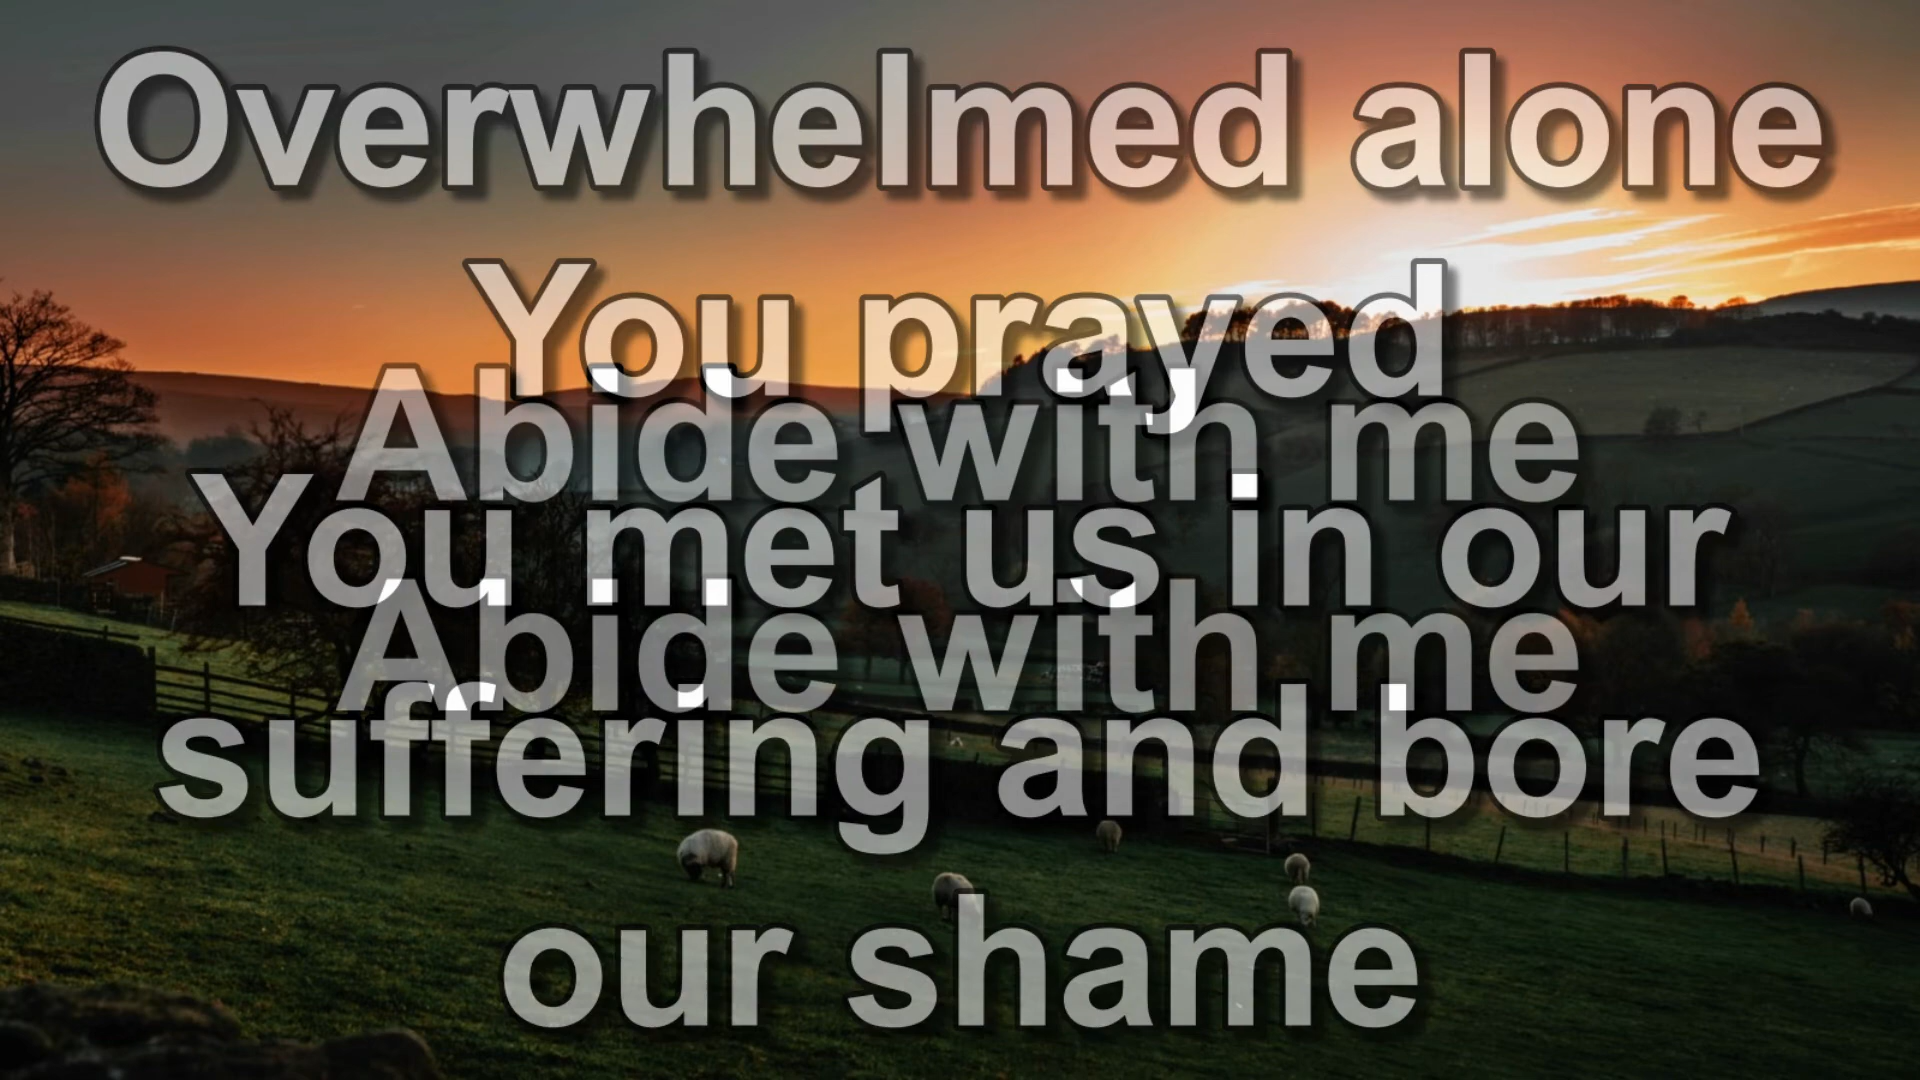 Overwhelmed alone
You prayed
Abide with me
You met us in our
Abide with me
suffering and bore
our shame